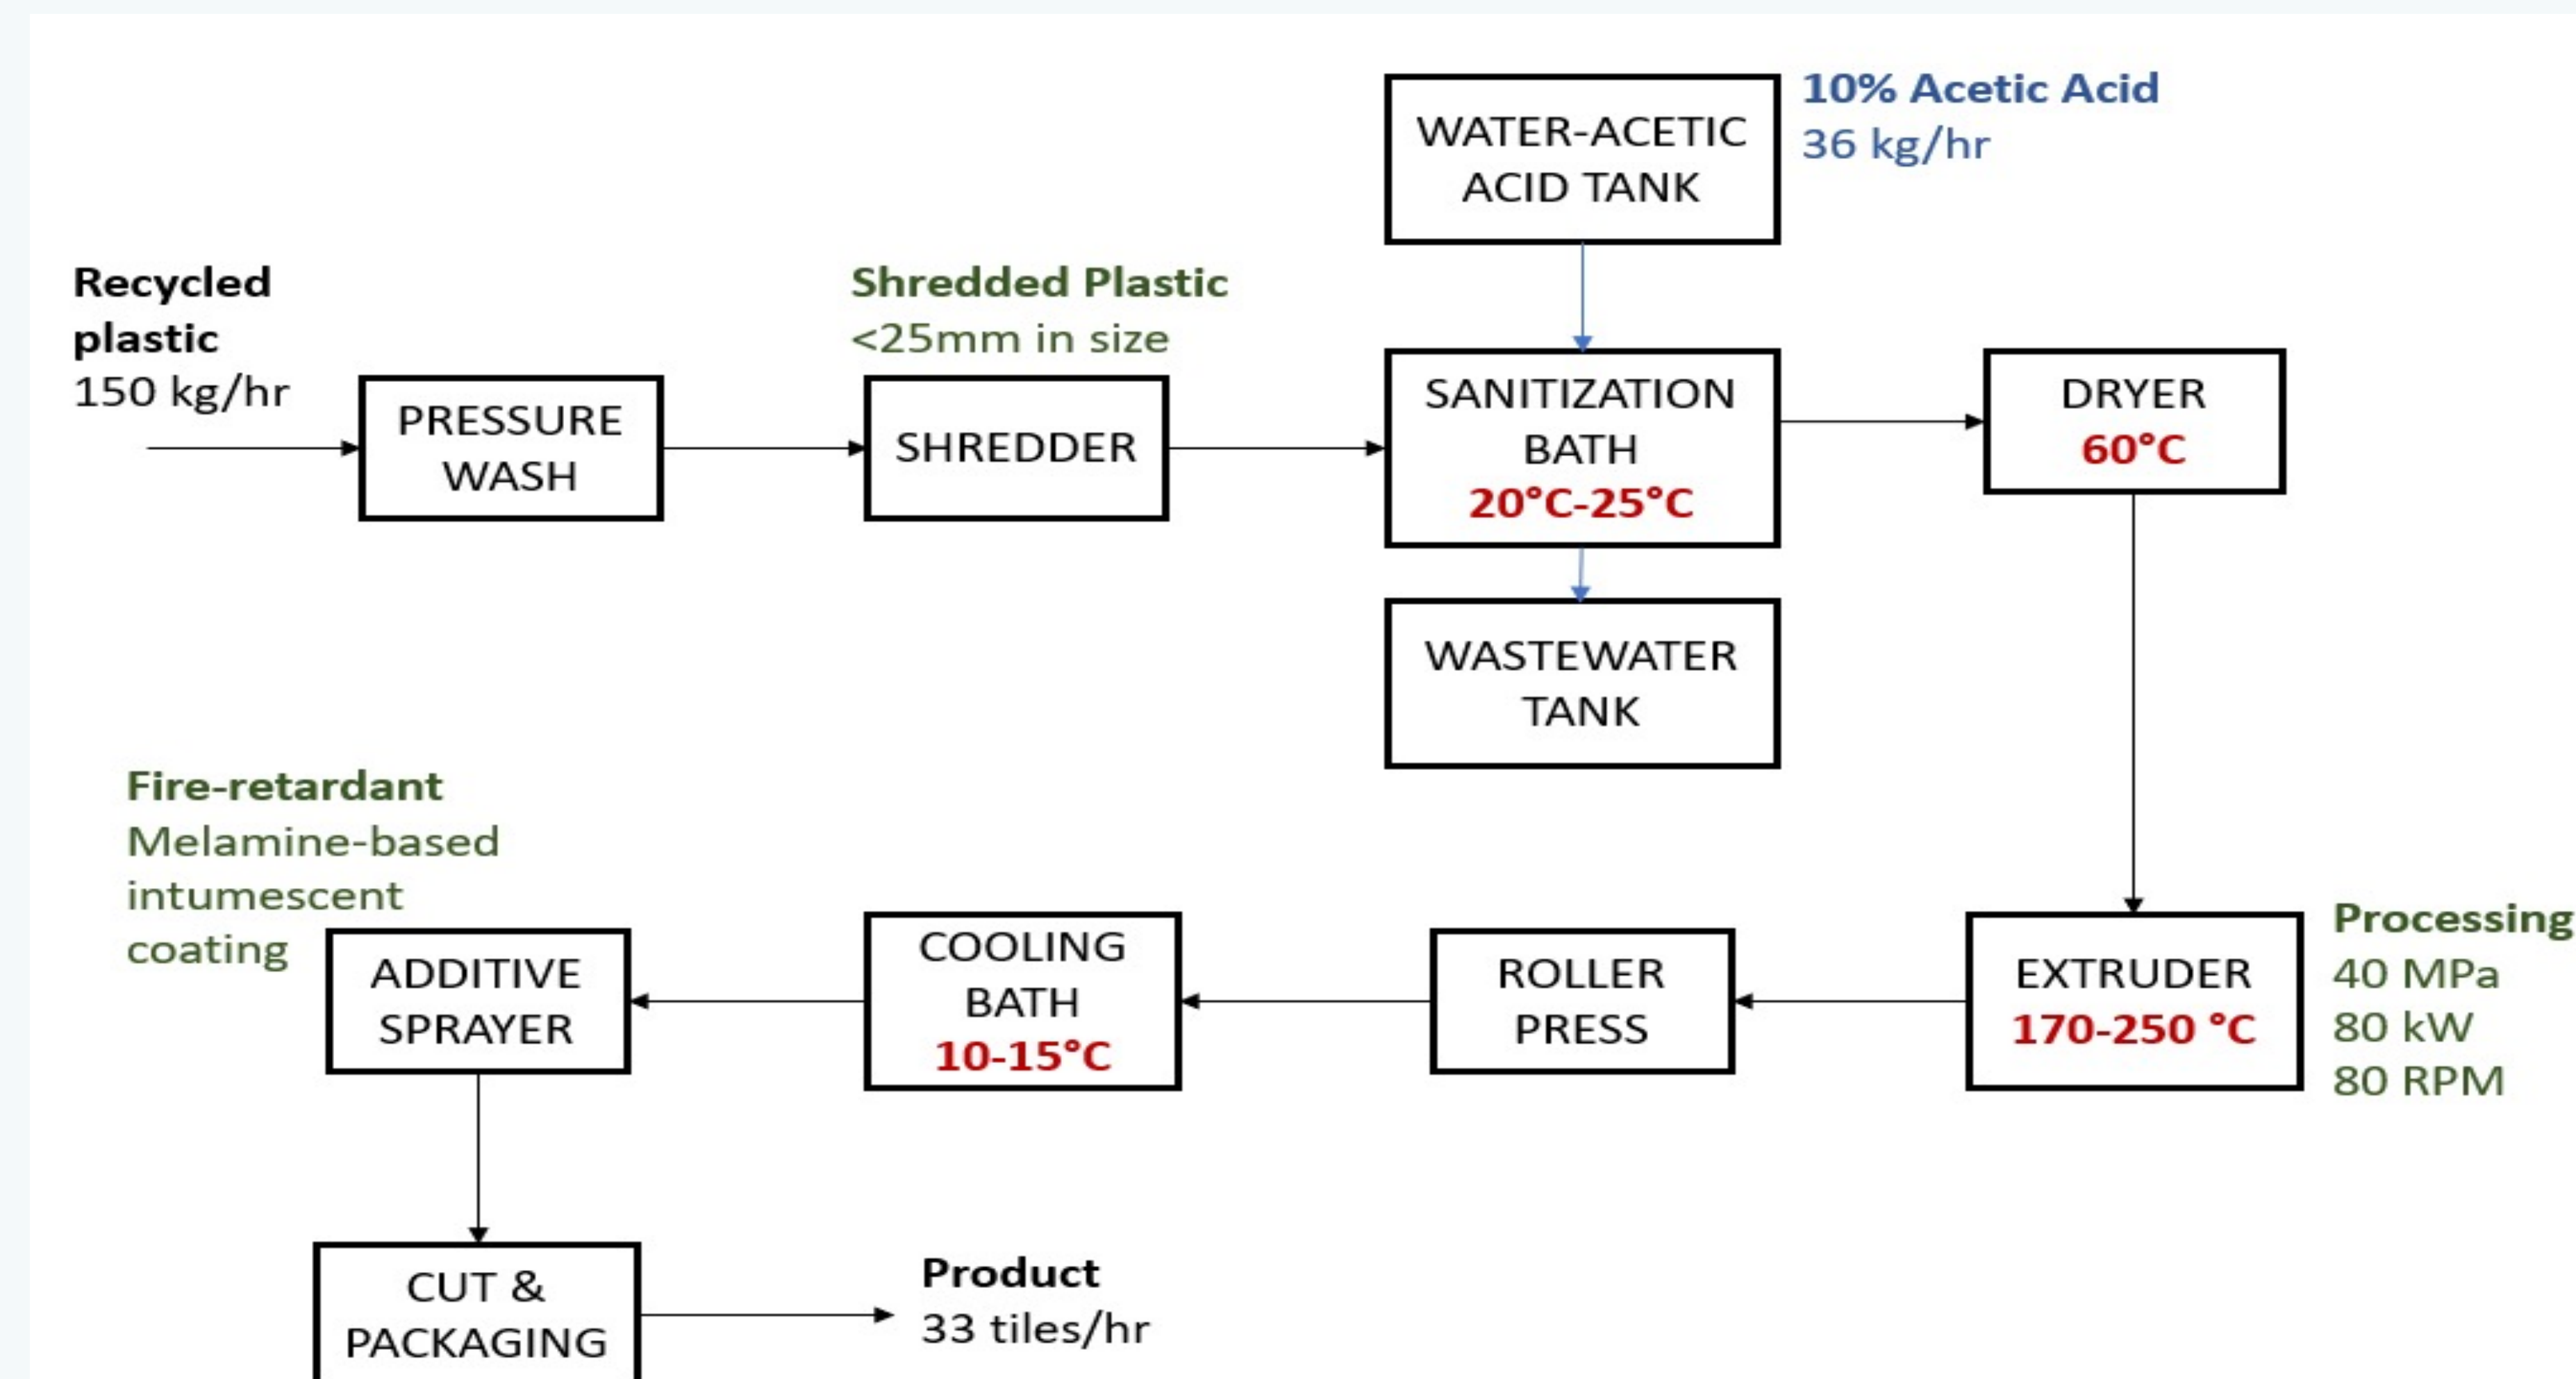 10% Acetic Acid
36 kg/hr
WATER-ACETIC
ACID TANK
Recycled
plastic
150 kg/hr
PRESSURE
WASH
Shredded Plastic
<25mm in size
SHREDDER
SANITIZATION
BATH
20°C-25°C
DRYER
60°C
WASTEWATER
TANK
Processing
40 MPa
80 kW
80 RPM
EXTRUDER
170-250 °C
ROLLER
PRESS
COOLING
BATH
10-15°C
Fire-retardant
Melamine-based
intumescent
coating
ADDITIVE
SPRAYER
CUT &
PACKAGING
Product
33 tiles/hr